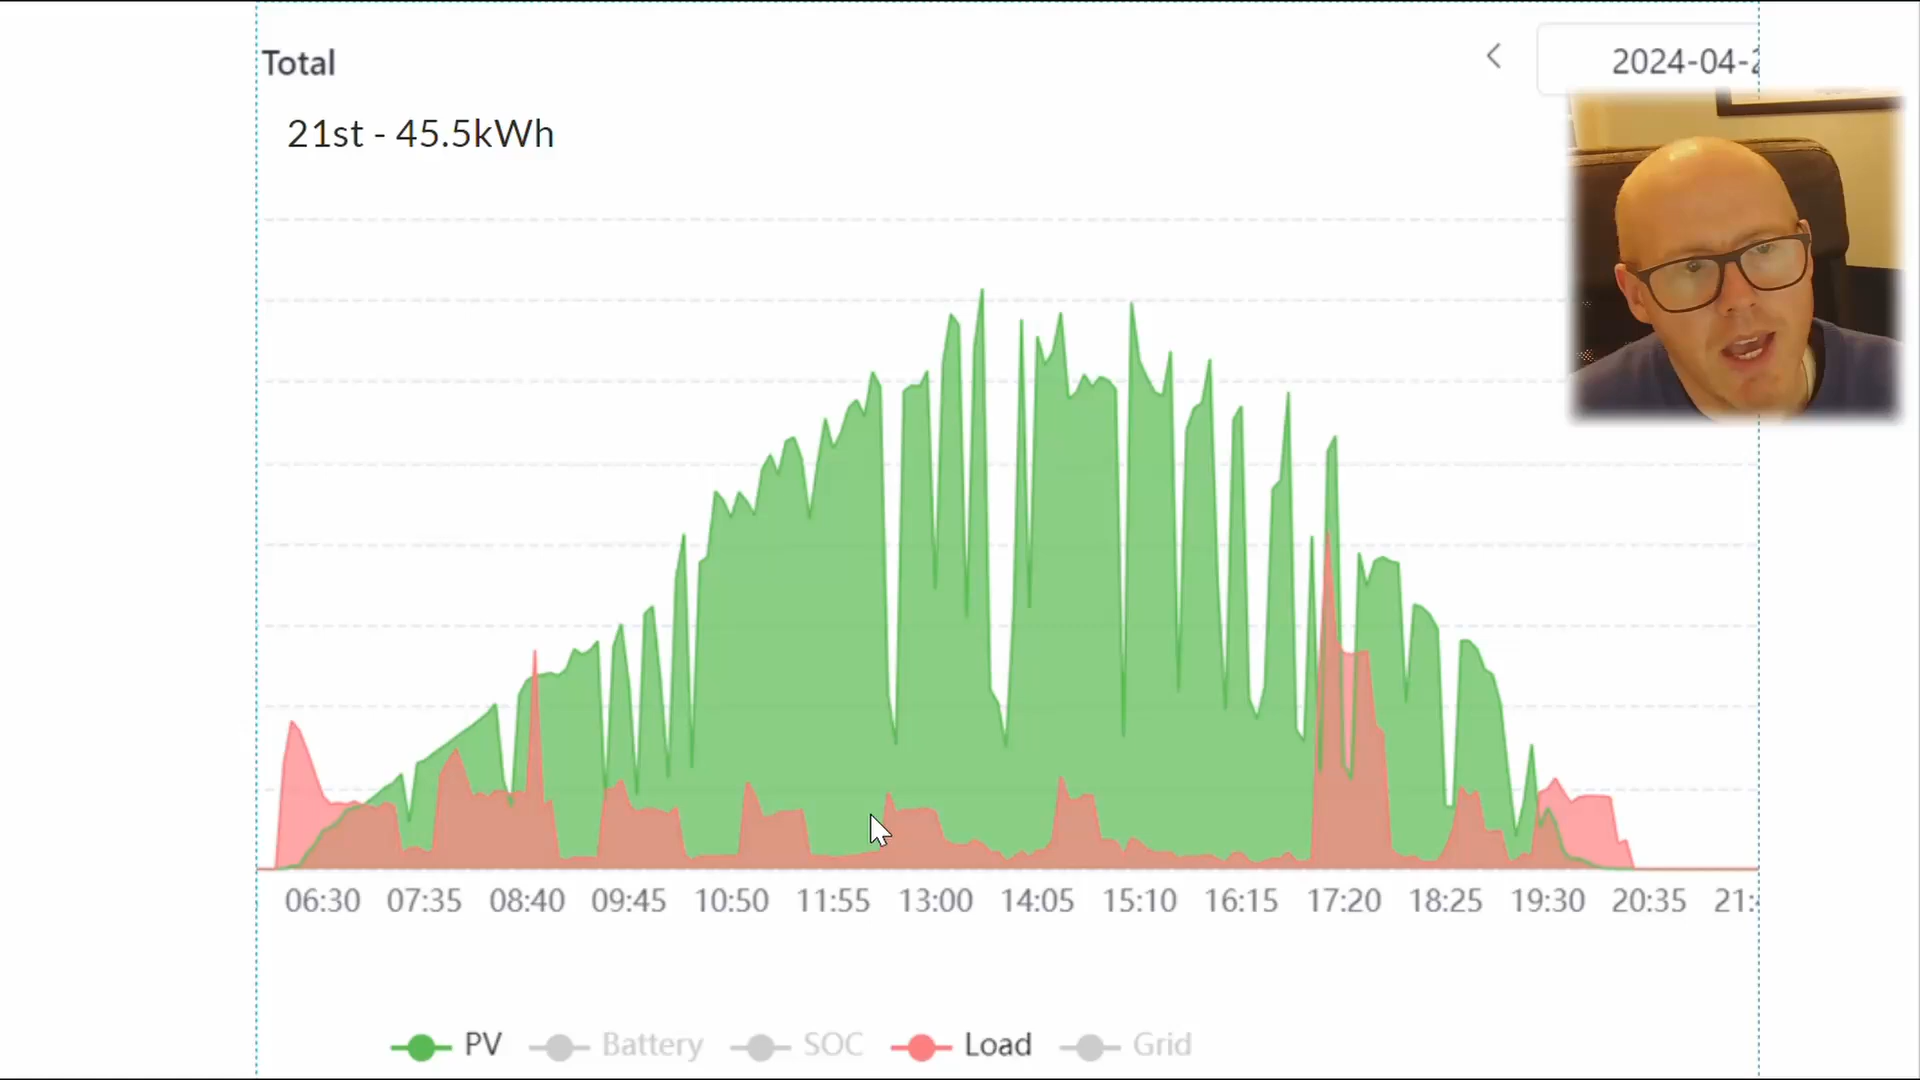 Total
2024-04-2
21st - 45.5kWh
06:30 07:35 08:40 09:45 10:50 11:55 13:00 14:05 15:10 16:15 17:20 18:25 19:30 20:35 21:
PV Battery SOC Load Grid